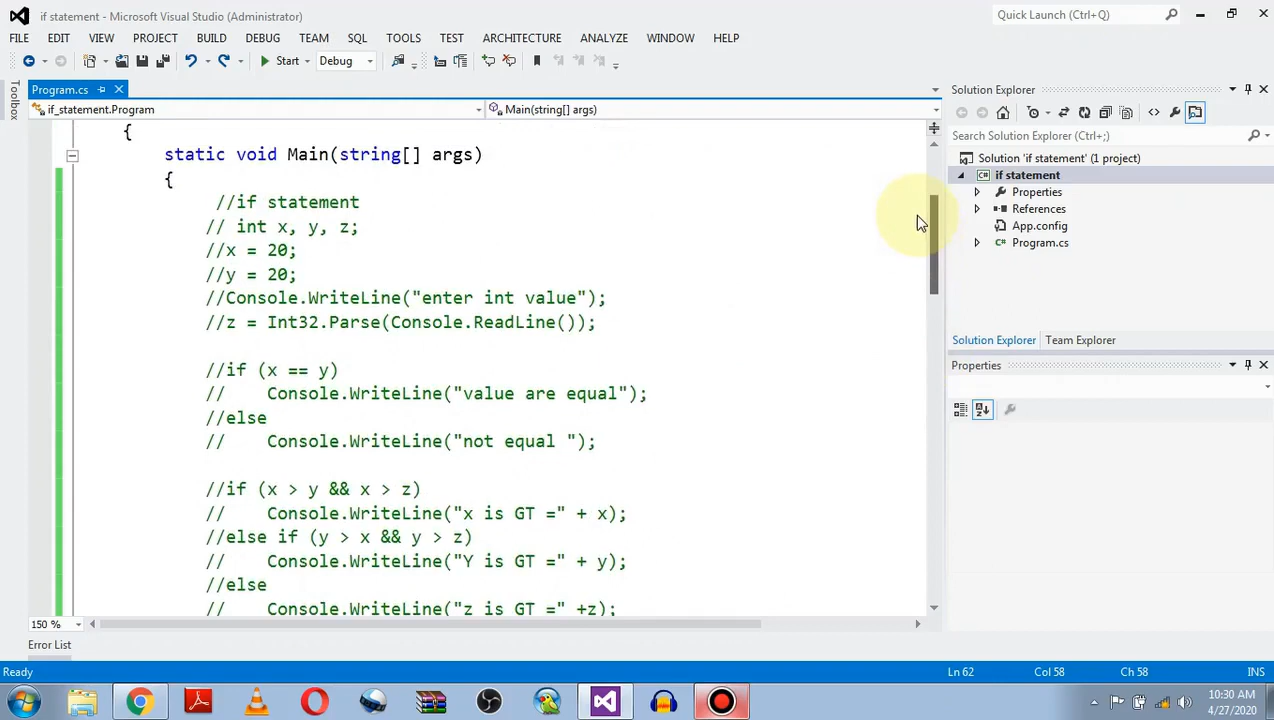 if statement - Microsoft Visual Studio (Administrator)
Quick Launch (Ctrl+Q)
FILE EDIT VIEW PROJECT BUILD DEBUG TEAM SQL TOOLS TEST ARCHITECTURE ANALYZE WINDOW HELP
Start Debug
Program.cs
Solution Explorer
Toolbox
if_statement.Program
Main(string[] args)
{
static void Main(string[] args)
{
//if statement
// int x, y, z;
//x = 20;
//y = 20;
//Console.WriteLine("enter int value");
//z = Int32.Parse(Console.ReadLine());
//if (x == y)
//    Console.WriteLine("value are equal");
//else
//    Console.WriteLine("not equal ");
//if (x > y && x > z)
//    Console.WriteLine("x is GT =" + x);
//else if (y > x && y > z)
//    Console.WriteLine("Y is GT =" + y);
//else
//    Console.WriteLine("z is GT =" +z);
Search Solution Explorer (Ctrl+;)
Solution 'if statement' (1 project)
C# if statement
Properties
References
App.config
C# Program.cs
Solution Explorer Team Explorer
Properties
150 %
Error List
Ready
Ln 62 Col 58 Ch 58 INS
10:30 AM
4/27/2020